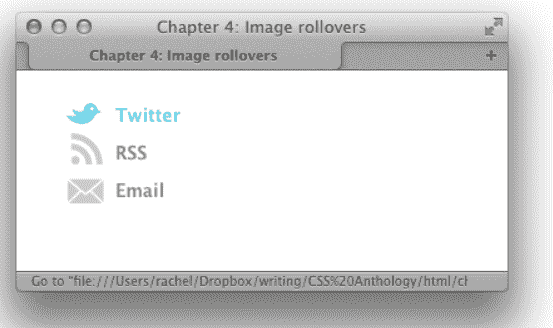 Chapter 4: Image rollovers
Chapter 4: Image rollovers
Twitter
RSS
Email
Go to "file:///Users/rachel/Dropbox/writing/CSS%20Anthology/html/cl